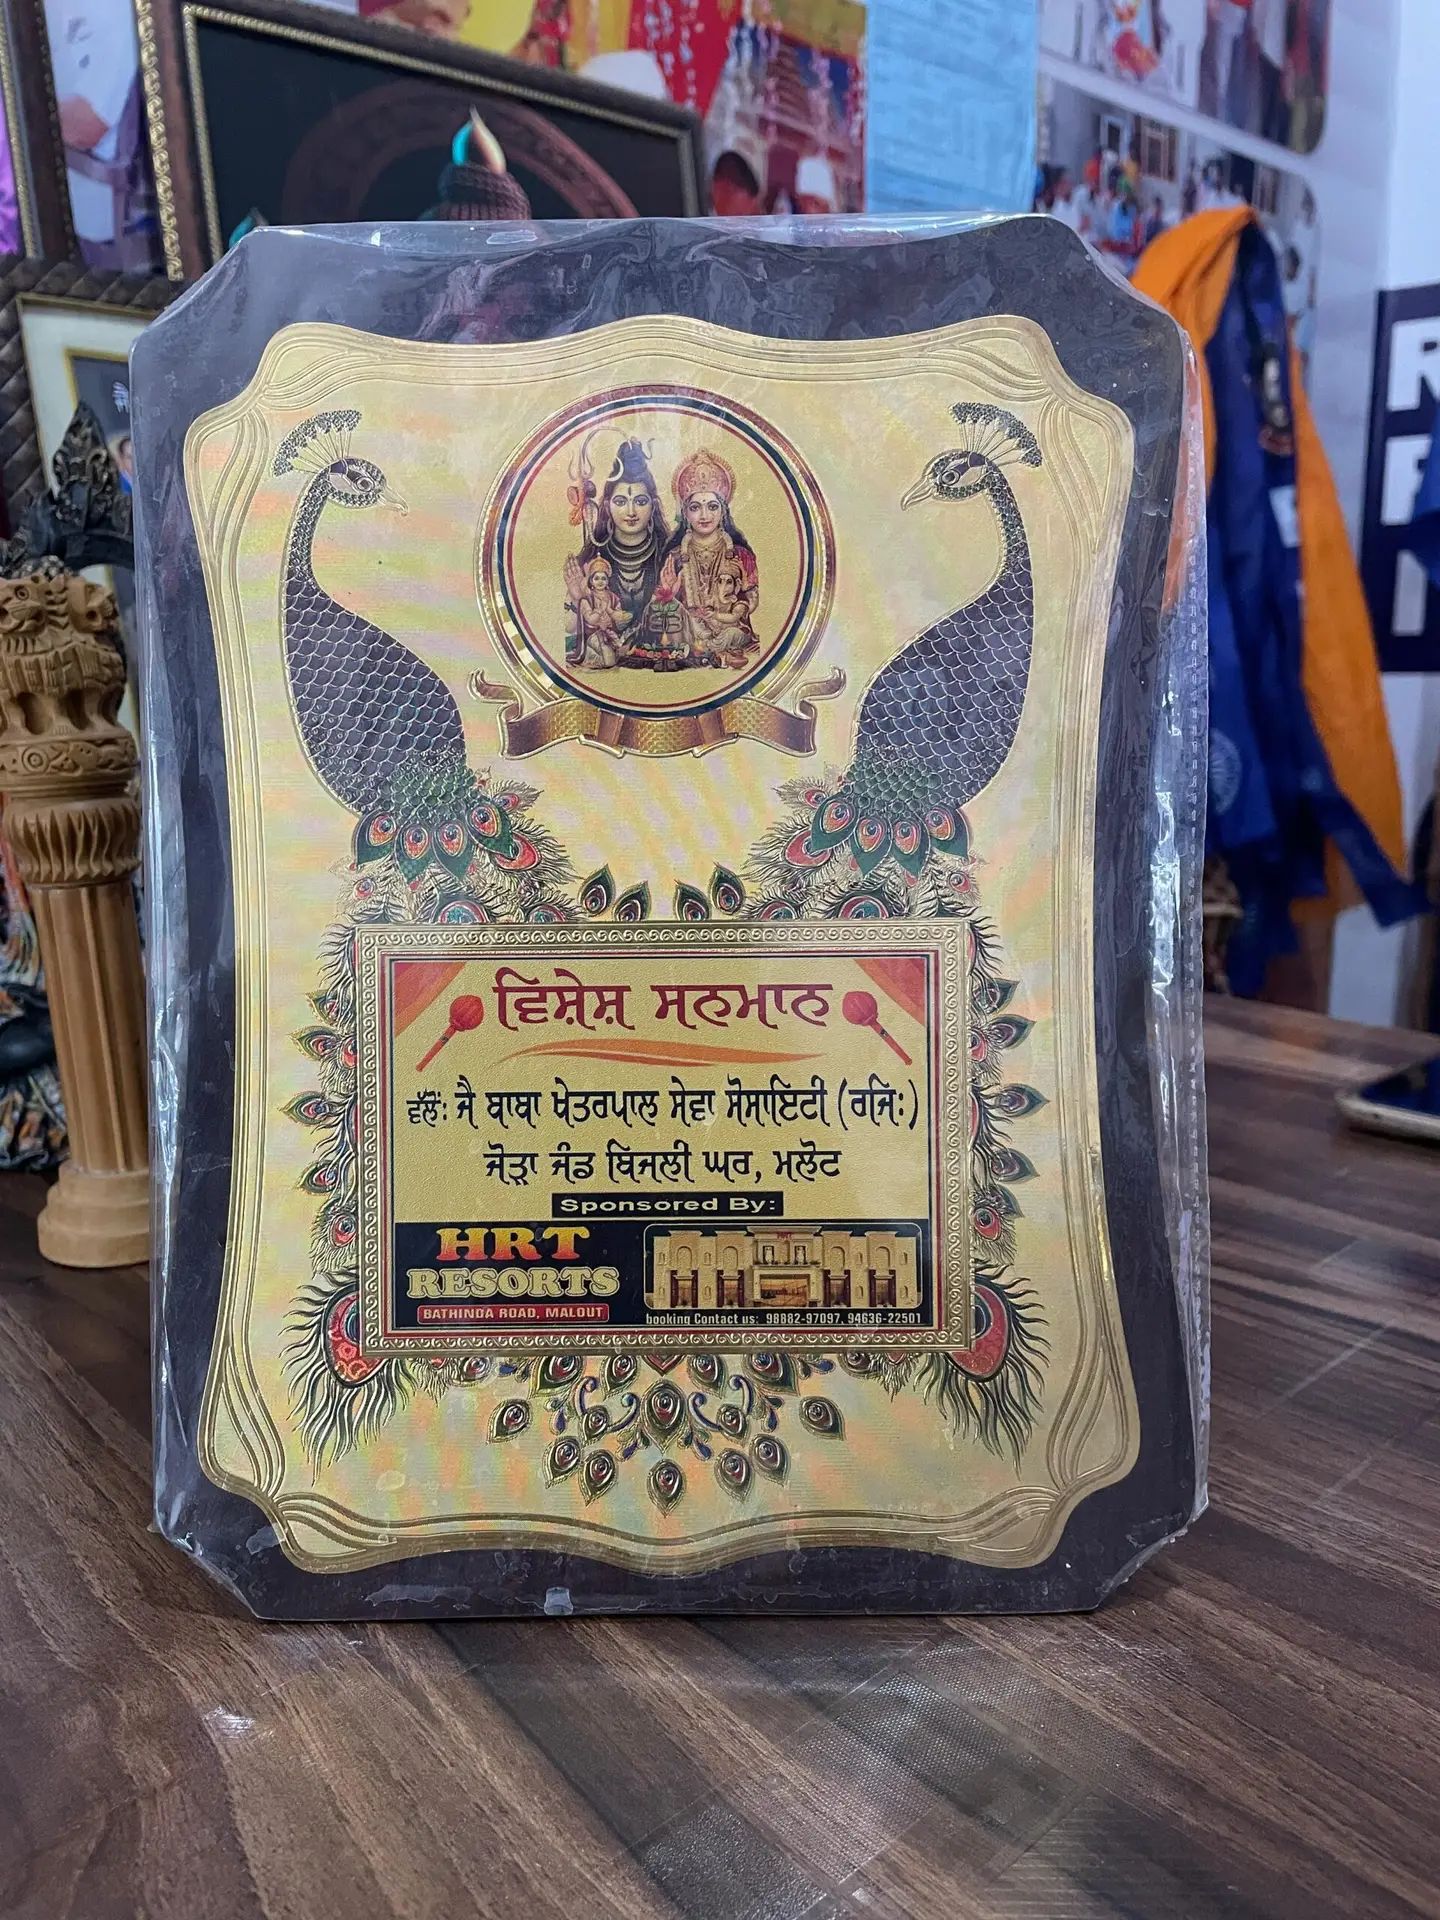 ਵਿਸ਼ੇਸ਼ ਸਨਮਾਨ
ਵੱਲੋਂ: ਜੈ ਬਾਬਾ ਖੇਤਰਪਾਲ ਸੇਵਾ ਸੋਸਾਇਟੀ (ਰਜਿ:)
ਜੋੜਾ ਜੰਡ ਬਿਜਲੀ ਘਰ, ਮਲੋਟ
Sponsored By:
HRT
RESORTS
BATHINDA ROAD, MALOUT
booking Contact us: 98882-97097, 94636-22501